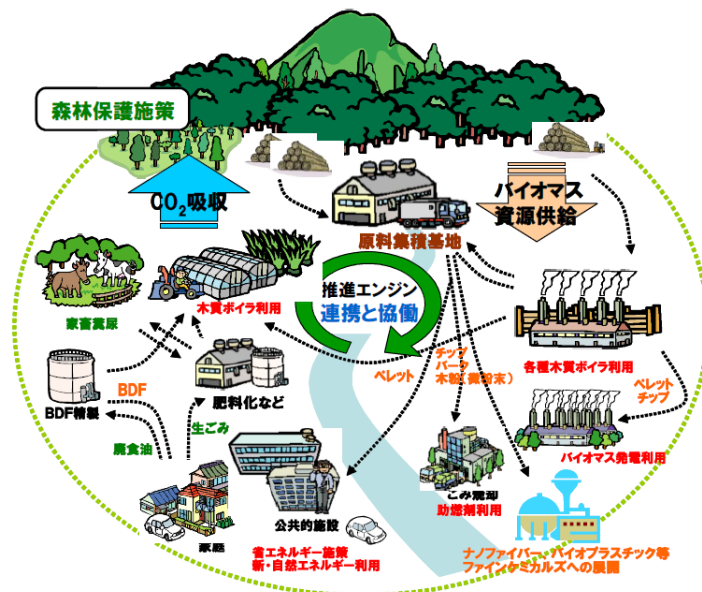 森林保護施策
CO₂吸収
バイオマス
資源供給
原料集積基地
推進エンジン
連携と協働
木質ボイラ利用
家畜糞尿
各種木質ボイラ利用
チップ
バーク
木粉(微粉末)
ペレット
ペレット
チップ
BDF
BDF精製
肥料化など
生ごみ
廃食油
バイオマス発電利用
ごみ焼却
助燃剤利用
公共的施設
家庭
省エネルギー施策
新・自然エネルギー利用
ナノファイバー、バイオプラスチック等
ファインケミカルズへの展開